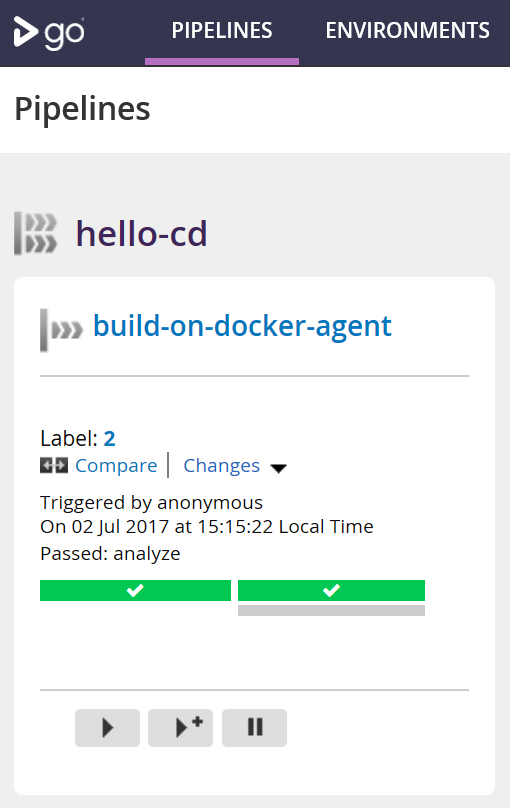 go
PIPELINES ENVIRONMENTS
Pipelines
hello-cd
build-on-docker-agent
Label: 2
Compare Changes
Triggered by anonymous
On 02 Jul 2017 at 15:15:22 Local Time
Passed: analyze